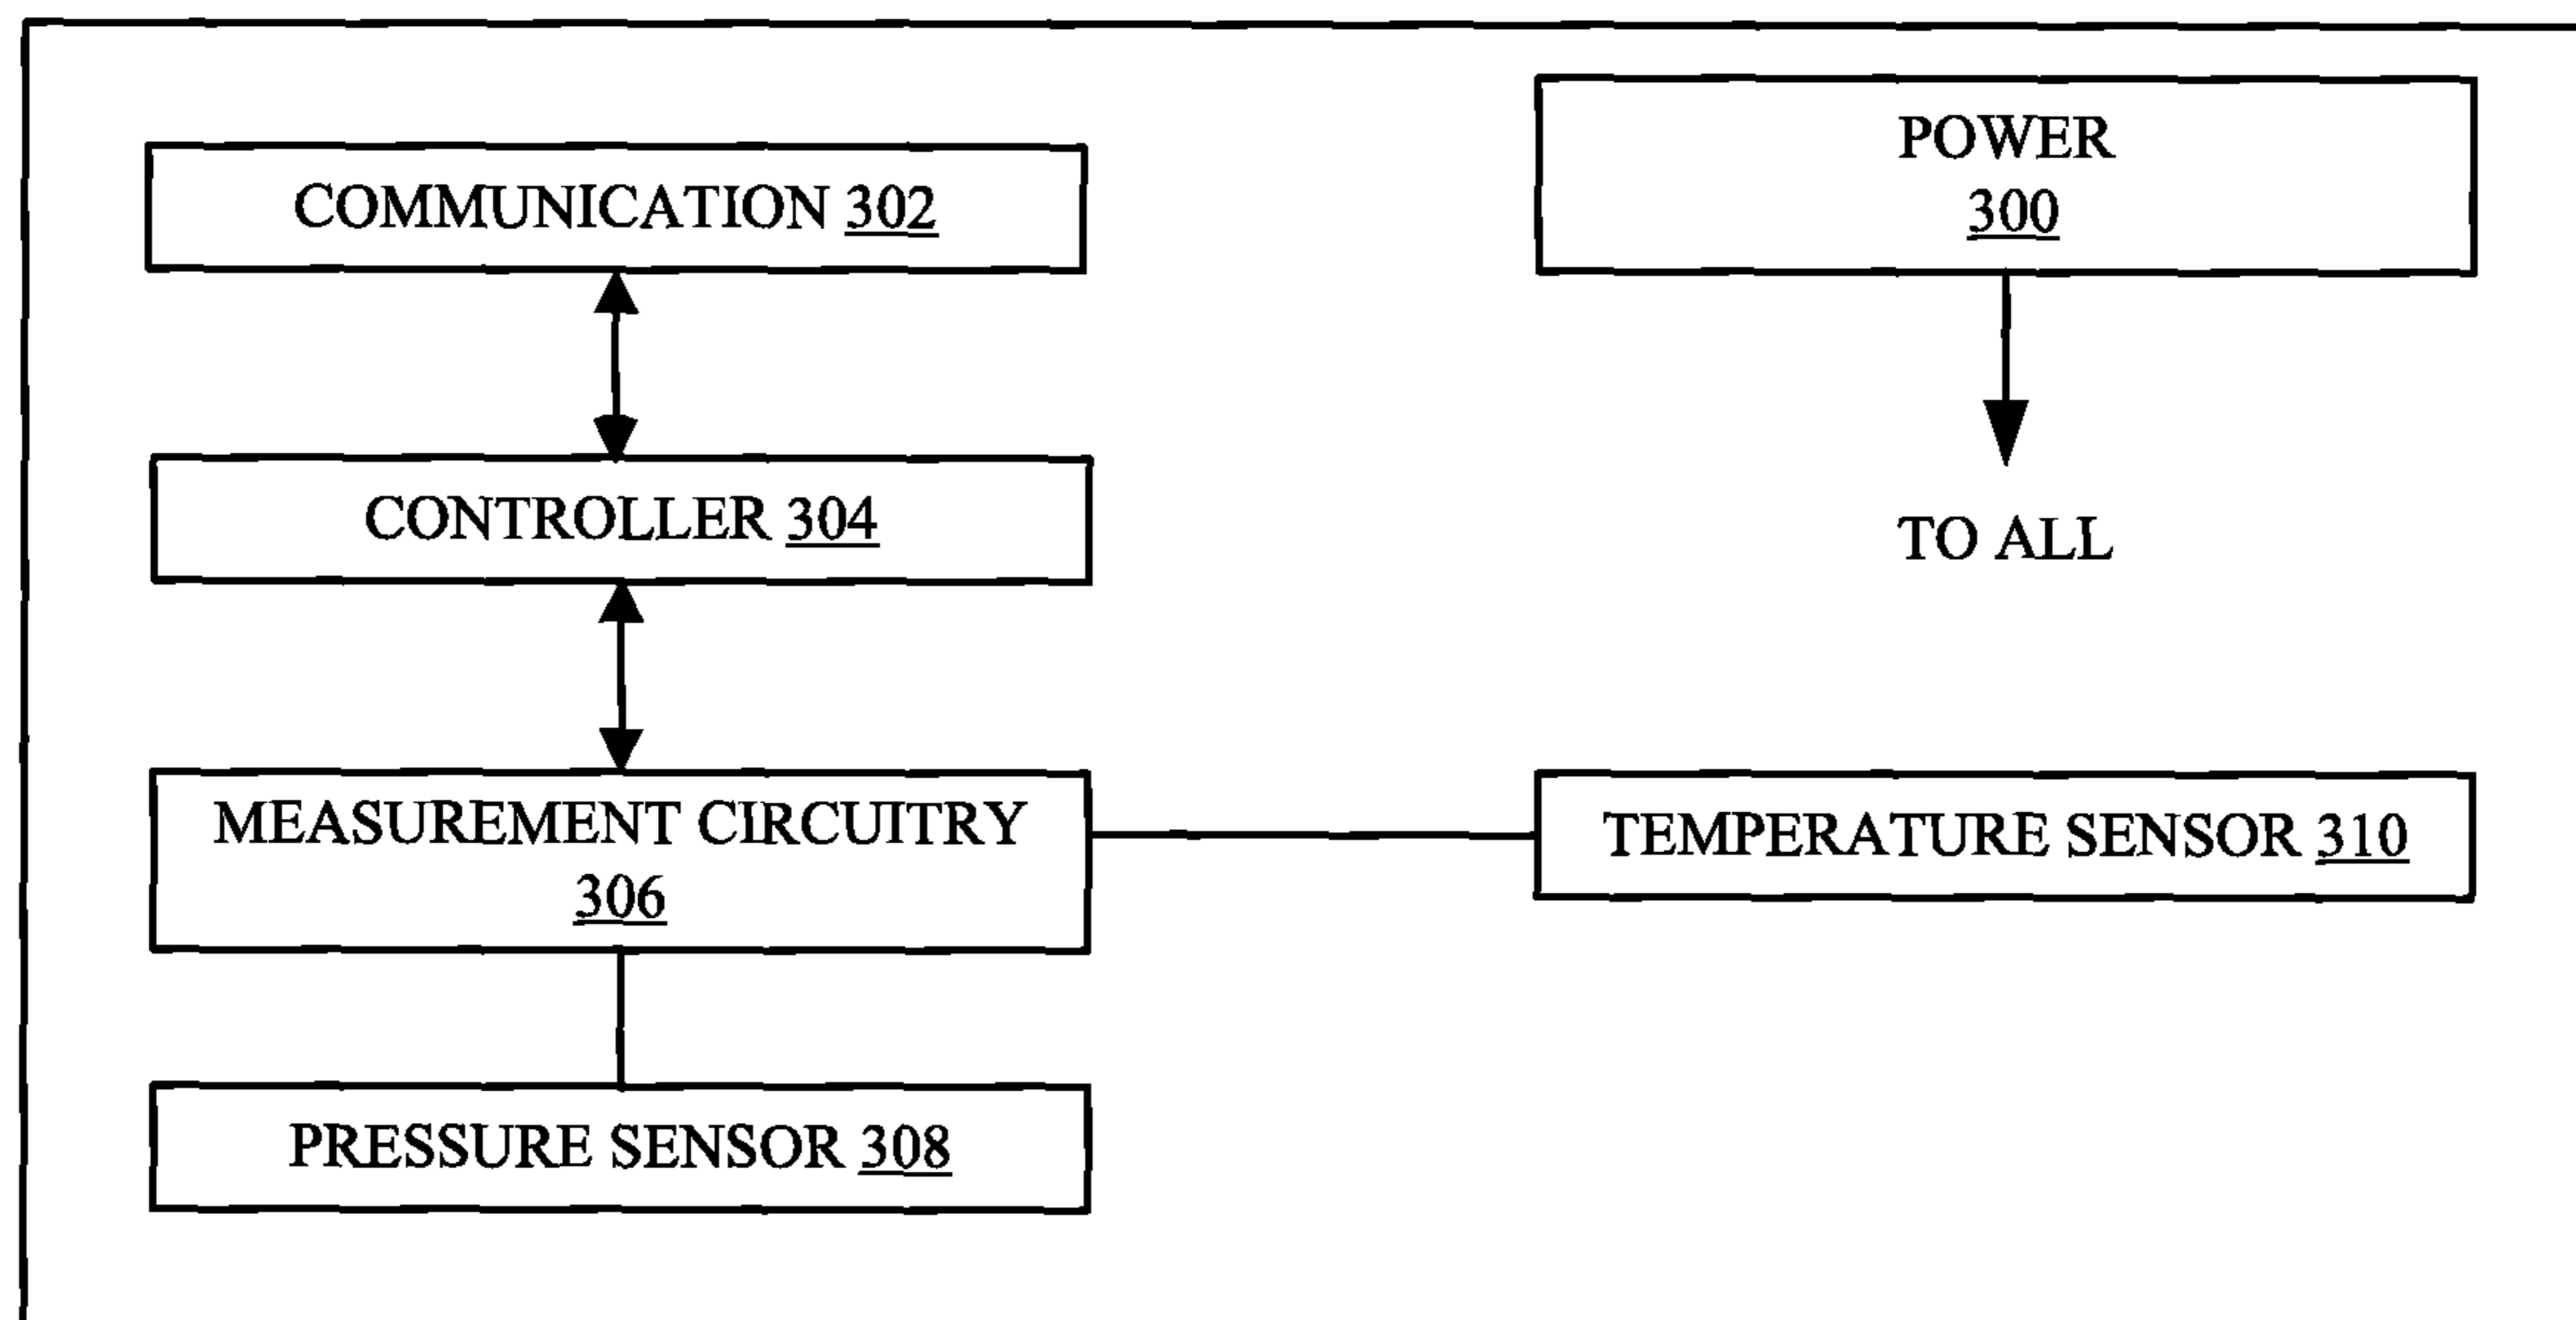 POWER
300
COMMUNICATION 302
CONTROLLER 304
TO ALL
MEASUREMENT CIRCUITRY
306
TEMPERATURE SENSOR 310
PRESSURE SENSOR 308